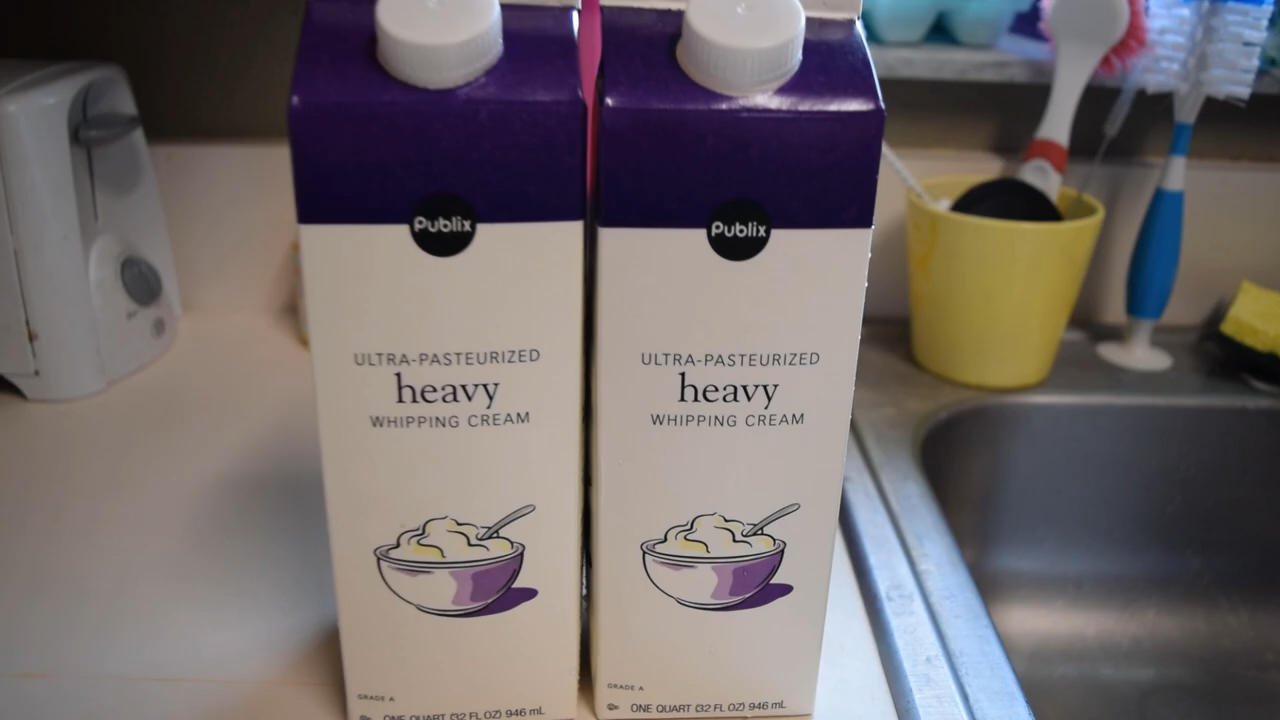 Publix
ULTRA-PASTEURIZED
heavy
WHIPPING CREAM
GRADE A
ONE QUART (32 FL OZ) 946 mL
Publix
ULTRA-PASTEURIZED
heavy
WHIPPING CREAM
GRADE A
ONE QUART (32 FL OZ) 946 mL